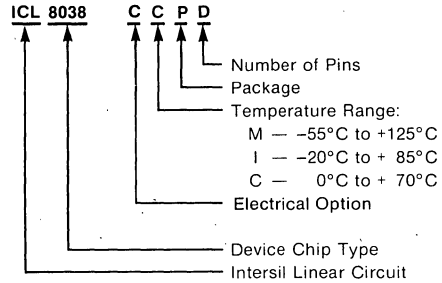 ICL 8038 C C P D
Number of Pins
Package
Temperature Range:
M — -55°C to +125°C
I — -20°C to + 85°C
C — 0°C to + 70°C
Electrical Option
Device Chip Type
Intersil Linear Circuit